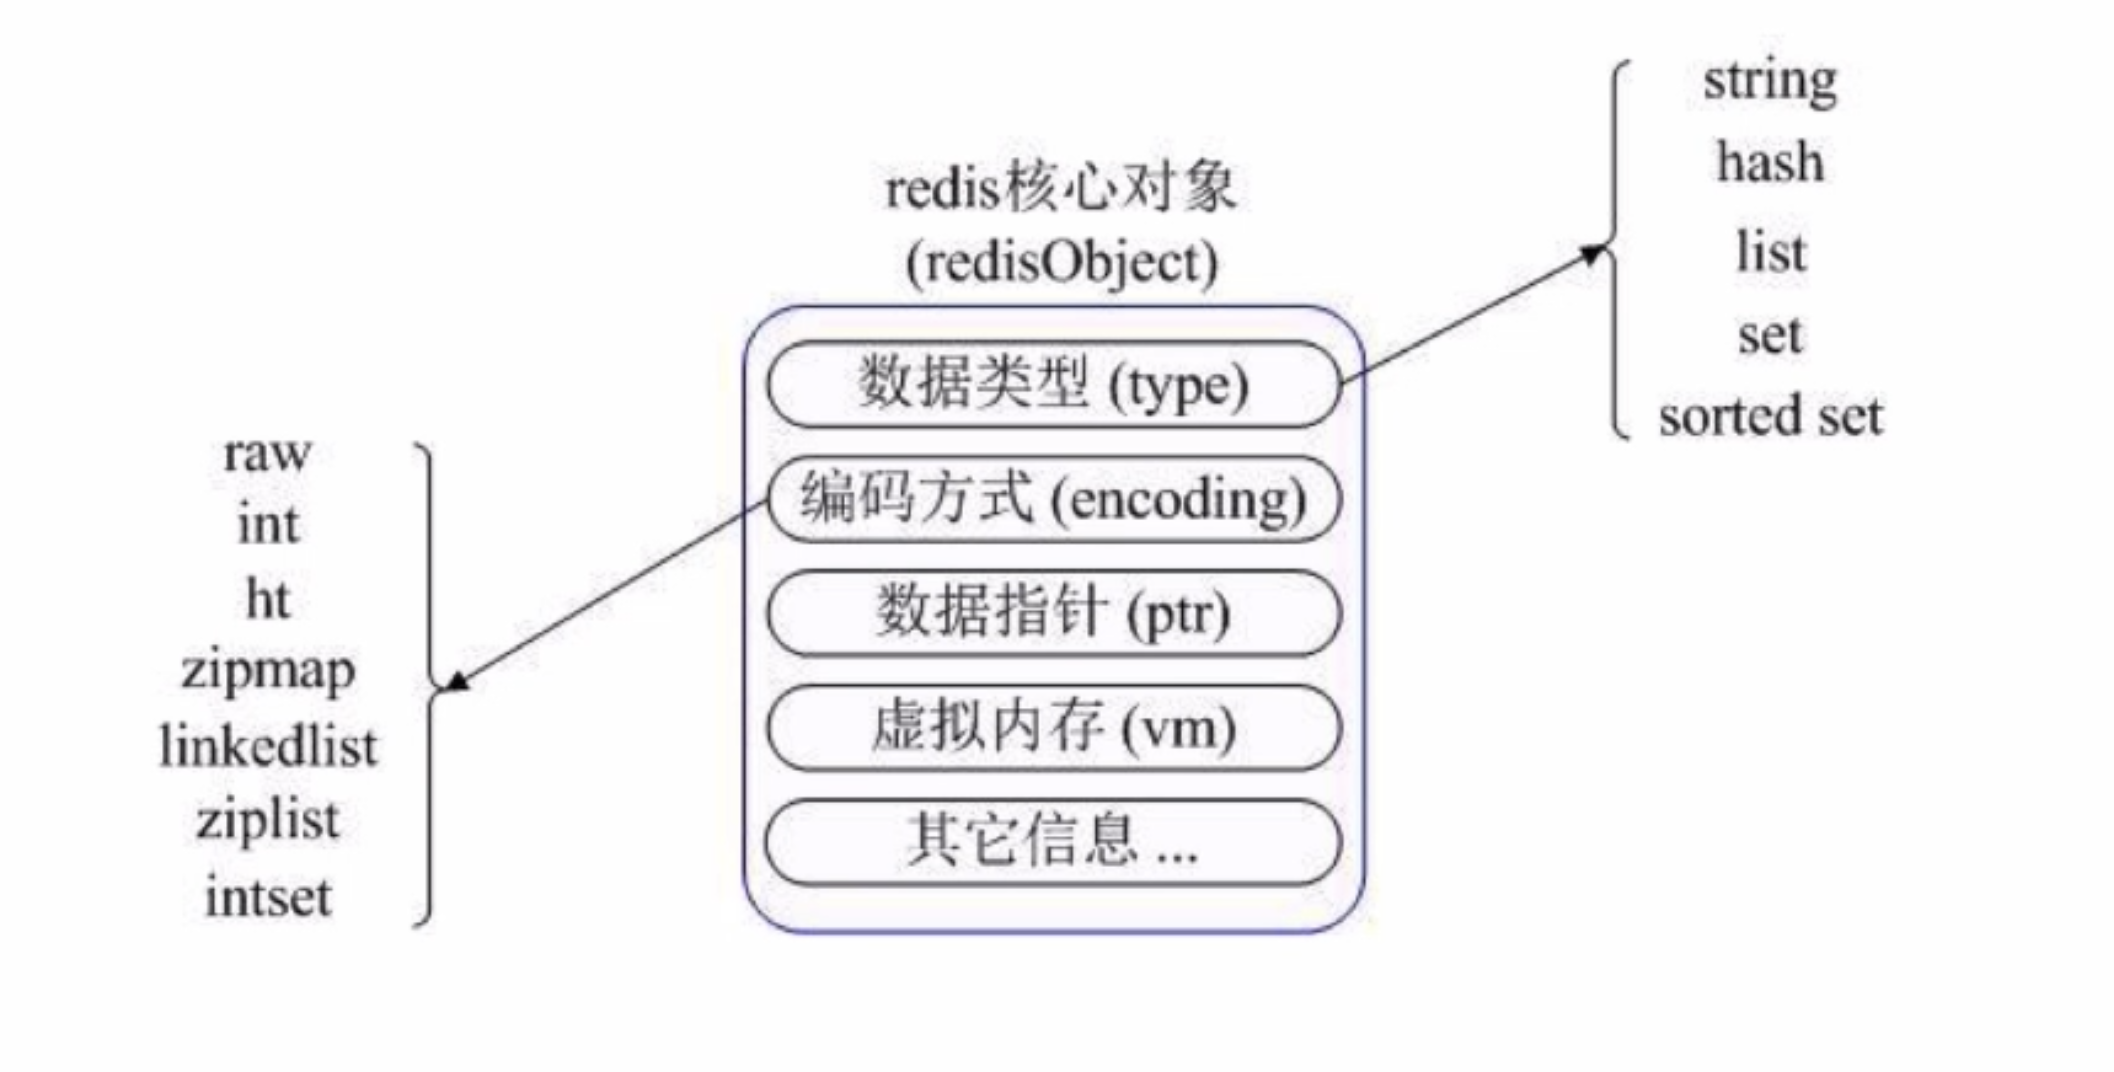 redis核心对象
(redisObject)
数据类型 (type)
编码方式 (encoding)
数据指针 (ptr)
虚拟内存 (vm)
其它信息 ...
raw
int
ht
zipmap
linkedlist
ziplist
intset
string
hash
list
set
sorted set